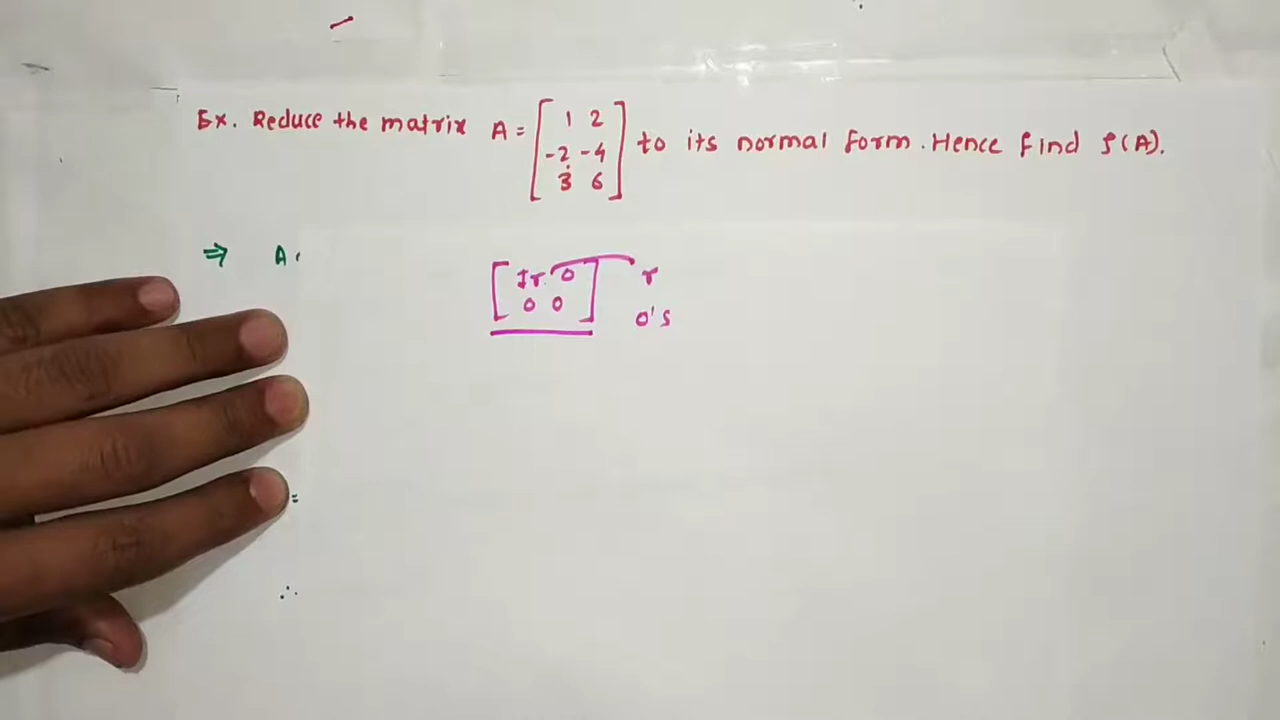 Ex. Reduce the matrix A = [ 1 2
-2 -4
3 6 ] to its normal form. Hence find ρ(A).
⇒ A
[ Ir 0 r
0 0 ] 0's
=
∴